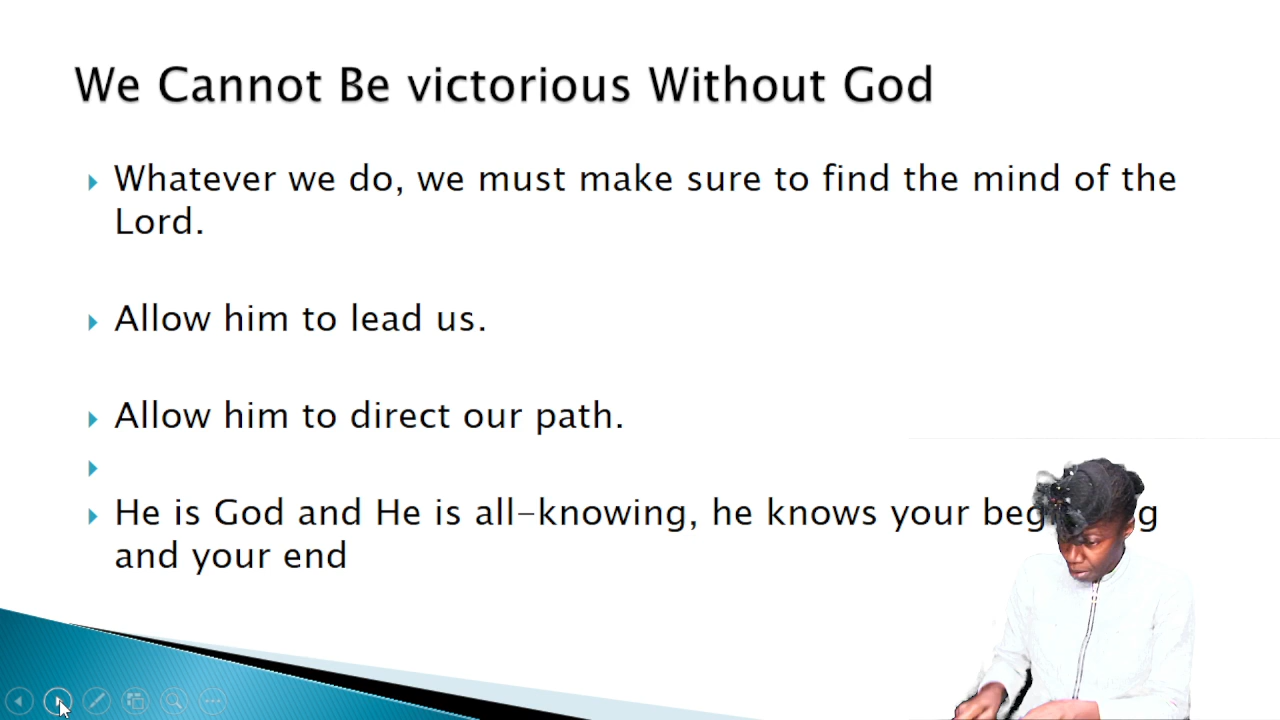 We Cannot Be victorious Without God
Whatever we do, we must make sure to find the mind of the
Lord.
Allow him to lead us.
Allow him to direct our path.
He is God and He is all-knowing, he knows your
and your end